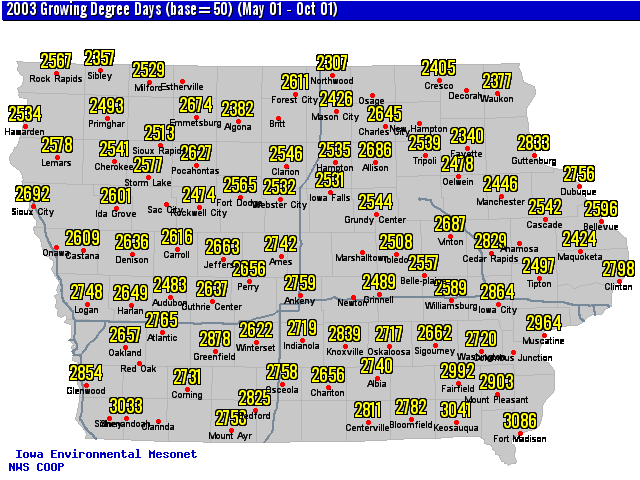 2003 Growing Degree Days (base=50) (May 01 - Oct 01)
2567 2357 2529 2307 2405 2377
Rock Rapids Sibley Milford Estherville Northwood Cresco Decorah Waukon
2611
Forest City
2534 2493 2674 2382 2426 2645
Hawarden Primghar Emmetsburg Algona Britt Mason City Osage Charles City New Hampton
2578 2541 2513 2627 2546 2535 2686 2539 2340 2833
Lemars Cherokee Sioux Rapids Pocahontas Clarion Hampton Allison Tripoli Fayette Guttenburg
2577 2478 2756
Storm Lake Oelwein Dubuque
2692 2601 2474 2565 2532 2531 2446
Sioux City Ida Grove Sac City Rockwell City Fort Dodge Webster City Iowa Falls Manchester
2544 2542 2596
Grundy Center Cascade Bellevue
2609 2636 2616 2663 2742 2508 2687 2829 2424
Onawa Castana Denison Carroll Jefferson Ames Marshalltown Toledo Vinton Cedar Rapids Anamosa Maquoketa
2656 2557 2497 2798
Perry Belle-plaine Tipton Clinton
2748 2649 2483 2637 2759 2489 2589 2864
Logan Harlan Audubon Guthrie Center Ankeny Newton Grinnell Williamsburg Iowa City
2765 2964
Atlantic Muscatine
2657 2878 2622 2719 2839 2717 2662 2720
Oakland Greenfield Winterset Indianola Knoxville Oskaloosa Sigourney Washington Columbus Junction
Red Oak
2854 2731 2758 2656 2740 2992 2903
Glenwood Corning Osceola Chariton Albia Fairfield Mount Pleasant
3033 2825 2811 2782 3041 3086
Shenandoah Clarinda Bedford Centerville Bloomfield Keosauqua Fort Madison
2753
Mount Ayr
Iowa Environmental Mesonet
NWS COOP